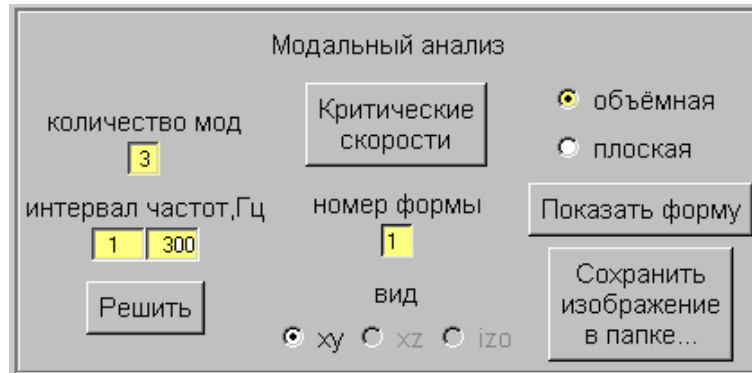 Модальный анализ
количество мод
3
интервал частот,Гц
1 300
Решить
Критические
скорости
номер формы
1
вид
xy xz izo
объёмная
плоская
Показать форму
Сохранить
изображение
в папке...